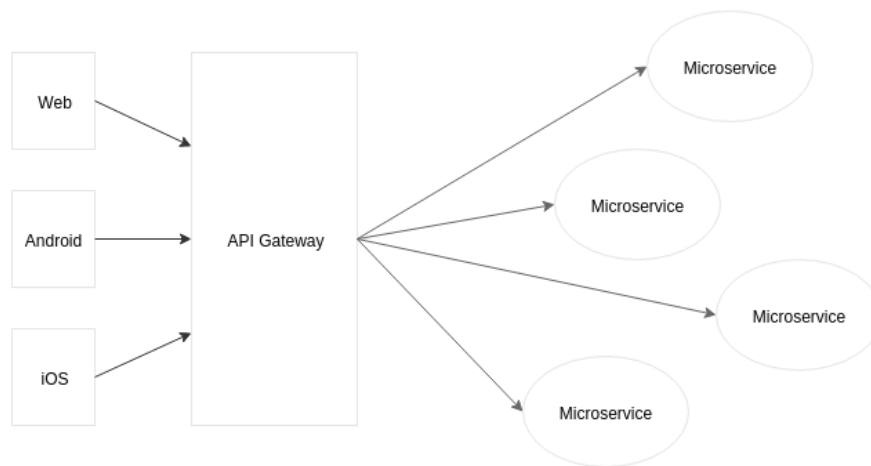 Web
Android
iOS
API Gateway
Microservice
Microservice
Microservice
Microservice